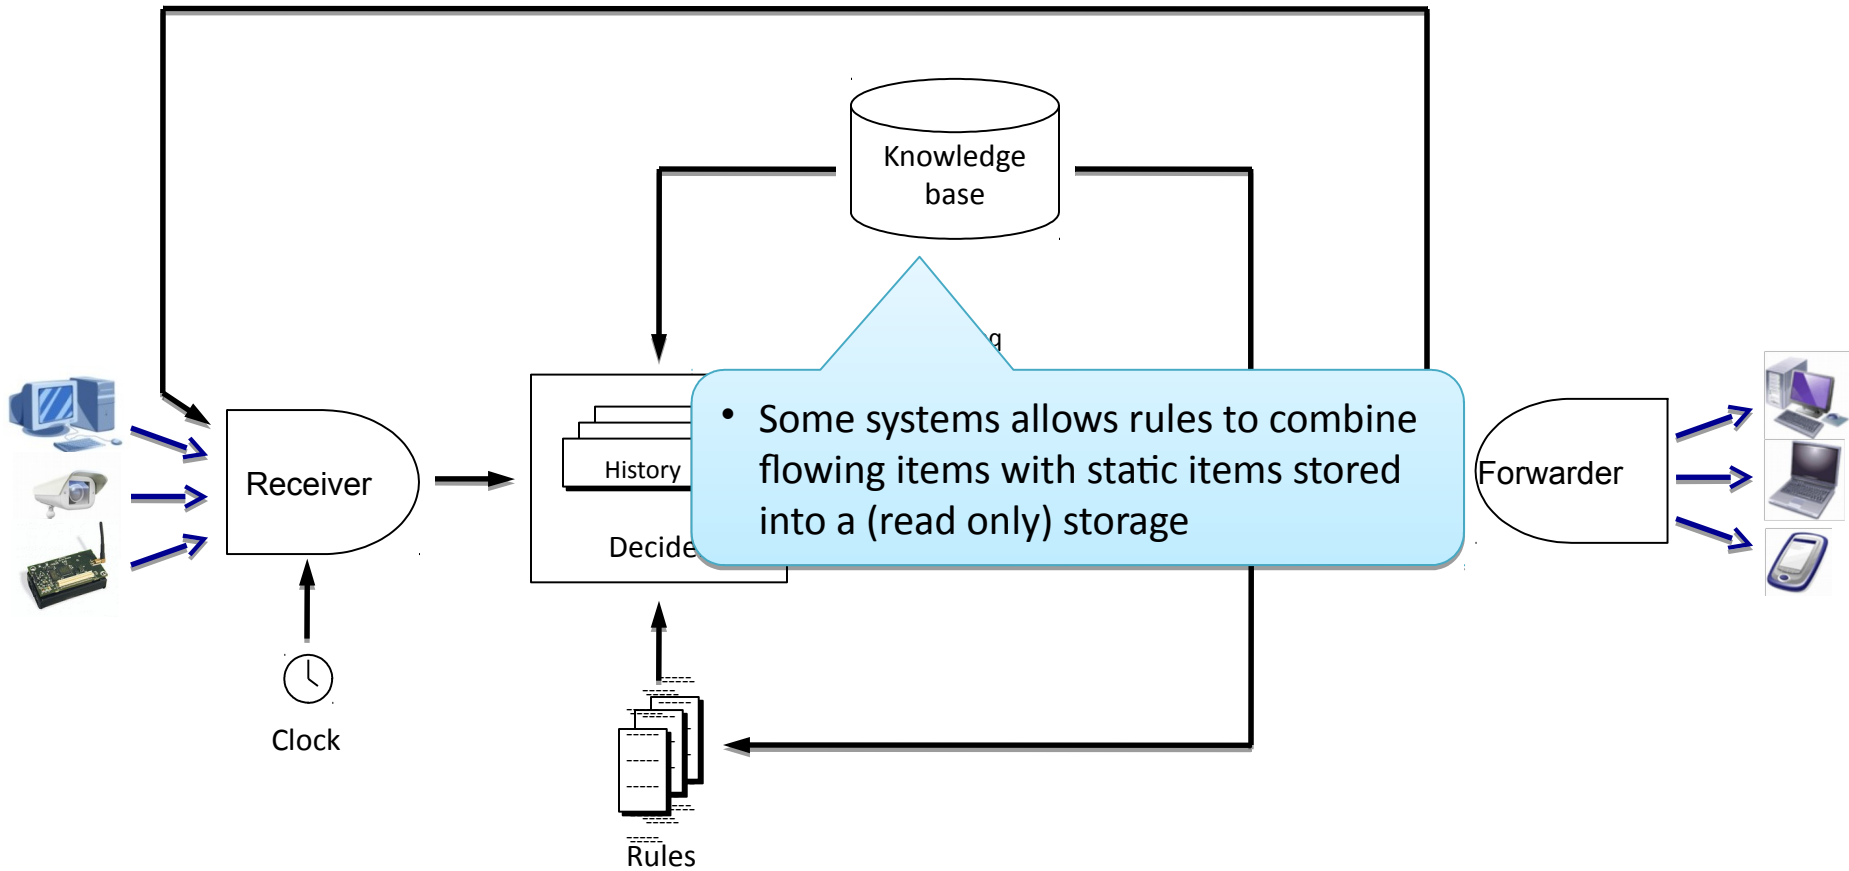 Knowledge
base
• Some systems allows rules to combine
flowing items with static items stored
into a (read only) storage
History
Decide
Receiver
Forwarder
Clock
Rules